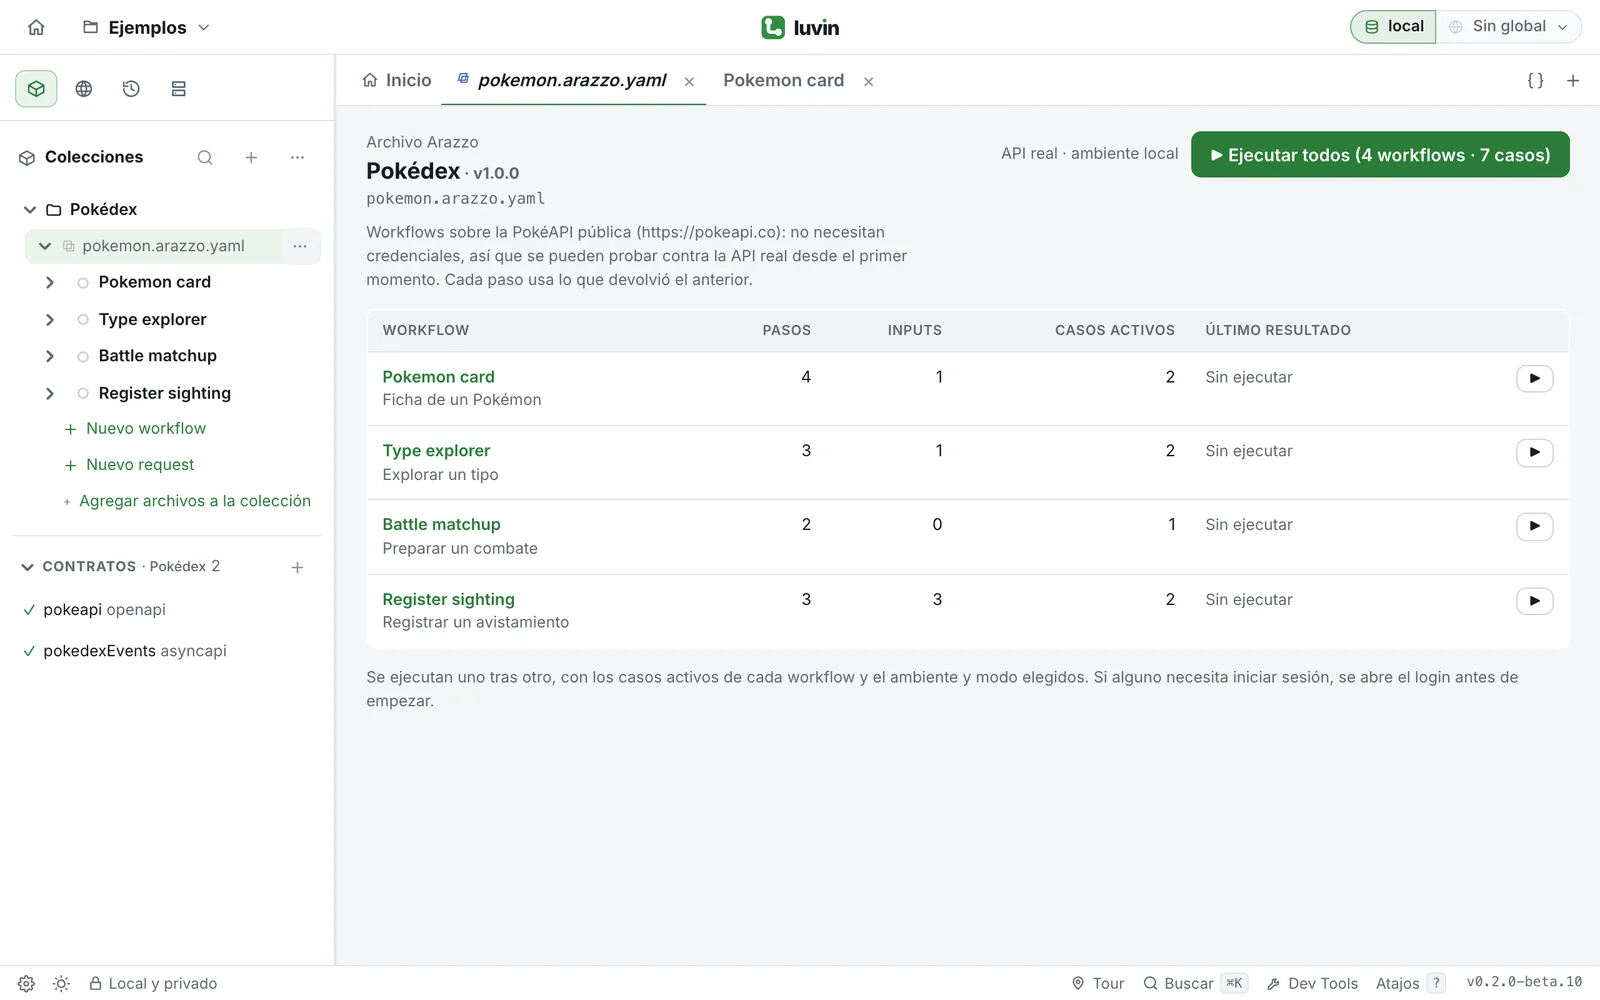 Ejemplos
luvin
local
Sin global
Inicio
pokemon.arazzo.yaml
Pokemon card
Colecciones
Pokédex
pokemon.arazzo.yaml
Pokemon card
Type explorer
Battle matchup
Register sighting
+ Nuevo workflow
+ Nuevo request
+ Agregar archivos a la colección
CONTRATOS · Pokédex 2
pokeapi openapi
pokedexEvents asyncapi
Archivo Arazzo
Pokédex · v1.0.0
pokemon.arazzo.yaml
API real · ambiente local
Ejecutar todos (4 workflows · 7 casos)
Workflows sobre la PokéAPI pública (https://pokeapi.co): no necesitan
credenciales, así que se pueden probar contra la API real desde el primer
momento. Cada paso usa lo que devolvió el anterior.
WORKFLOW PASOS INPUTS CASOS ACTIVOS ÚLTIMO RESULTADO
Pokemon card 4 1 2 Sin ejecutar
Ficha de un Pokémon
Type explorer 3 1 2 Sin ejecutar
Explorar un tipo
Battle matchup 2 0 1 Sin ejecutar
Preparar un combate
Register sighting 3 3 2 Sin ejecutar
Registrar un avistamiento
Se ejecutan uno tras otro, con los casos activos de cada workflow y el ambiente y modo elegidos. Si alguno necesita iniciar sesión, se abre el login antes de
empezar.
Local y privado
Tour
Buscar ⌘K
Dev Tools
Atajos ?
v0.2.0-beta.10